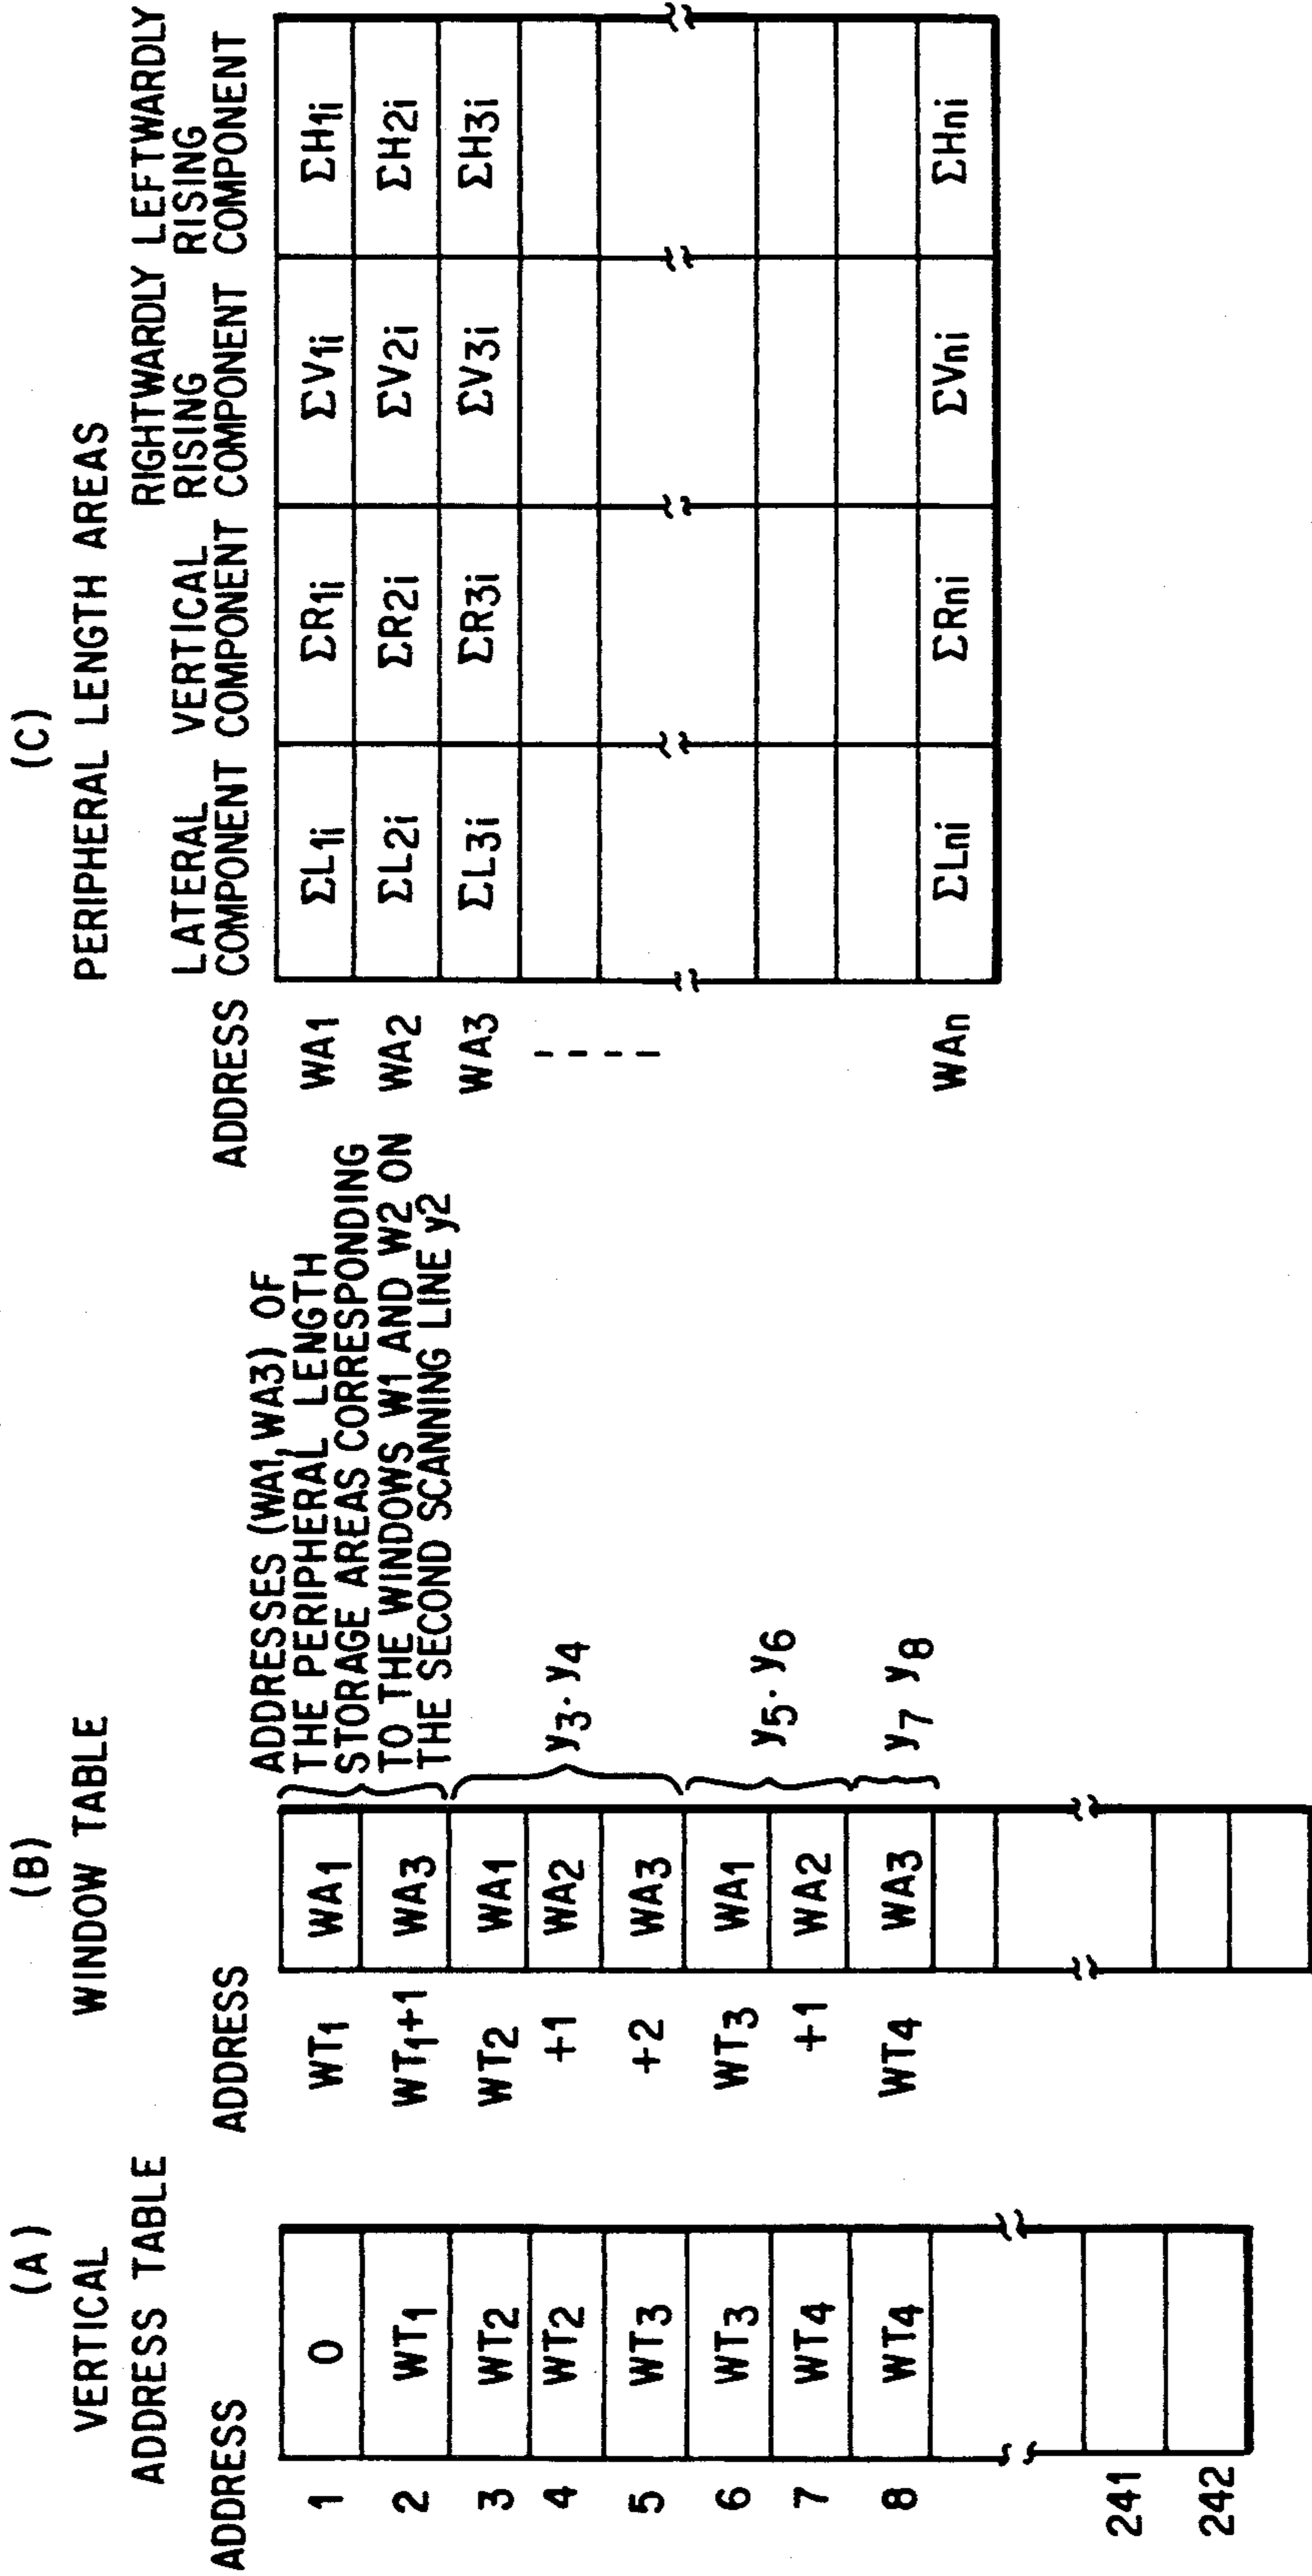 (A)
VERTICAL
ADDRESS TABLE
ADDRESS
1 0
2 WT1
3 WT2
4 WT2
5 WT3
6 WT3
7 WT4
8 WT4
241
242
(B)
WINDOW TABLE
ADDRESS
WT1 WA1
WT1+1 WA3
WT2 WA1
+1 WA2
+2 WA3
WT3 WA1
+1 WA2
WT4 WA3
ADDRESSES (WA1, WA3) OF
THE PERIPHERAL LENGTH
STORAGE AREAS CORRESPONDING
TO THE WINDOWS W1 AND W2 ON
THE SECOND SCANNING LINE y2
y3· y4
y5· y6
y7 y8
(C)
PERIPHERAL LENGTH AREAS
ADDRESS
LATERAL
COMPONENT
VERTICAL
COMPONENT
RIGHTWARDLY
RISING
COMPONENT
LEFTWARDLY
RISING
COMPONENT
WA1 ΣL1i ΣR1i ΣV1i ΣH1i
WA2 ΣL2i ΣR2i ΣV2i ΣH2i
WA3 ΣL3i ΣR3i ΣV3i ΣH3i
WAn ΣLni ΣRni ΣVni ΣHni